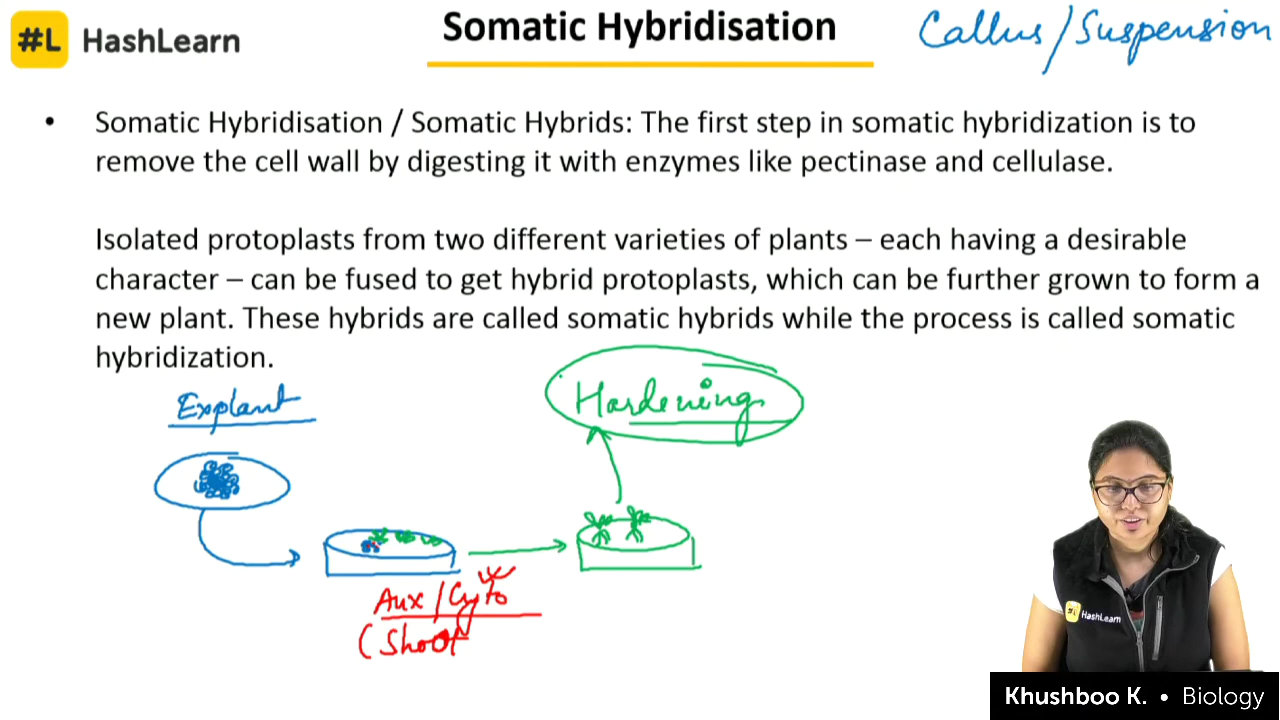 #L HashLearn
Somatic Hybridisation
Callus/Suspension
• Somatic Hybridisation / Somatic Hybrids: The first step in somatic hybridization is to
remove the cell wall by digesting it with enzymes like pectinase and cellulase.
Isolated protoplasts from two different varieties of plants – each having a desirable
character – can be fused to get hybrid protoplasts, which can be further grown to form a
new plant. These hybrids are called somatic hybrids while the process is called somatic
hybridization.
Explant
Hardening
Aux / Cyto
(Shoot
HashLearn
Khushboo K. • Biology